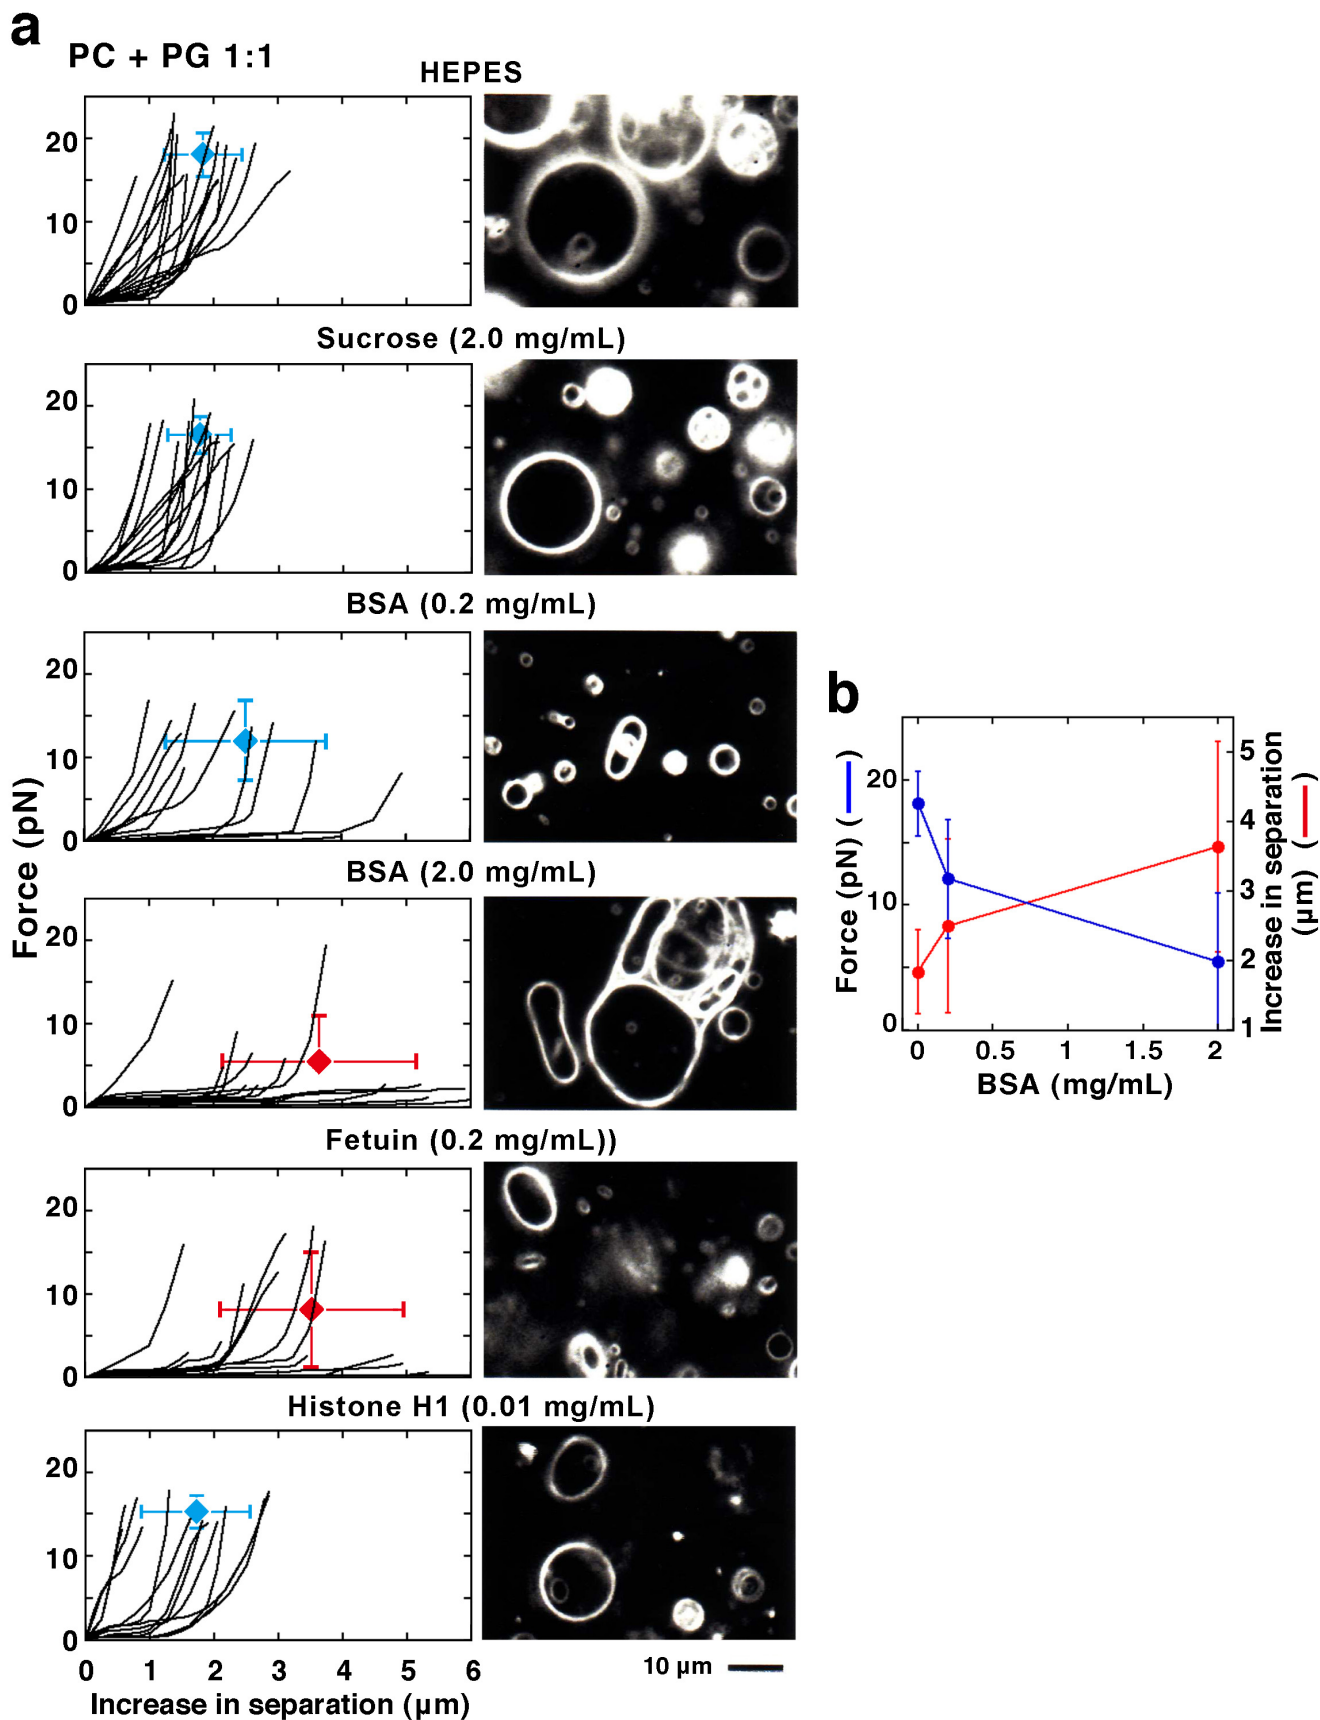 a
PC + PG 1:1
HEPES
20
10
0
Sucrose (2.0 mg/mL)
20
10
0
BSA (0.2 mg/mL)
20
10
0
BSA (2.0 mg/mL)
20
10
0
Fetuin (0.2 mg/mL))
20
10
0
Histone H1 (0.01 mg/mL)
20
10
0
0 1 2 3 4 5 6
Increase in separation (µm)
Force (pN)
10 µm
b
20
10
0
Force (pN) ( )
5
4
3
2
1
Increase in separation
(µm) ( )
0 0.5 1 1.5 2
BSA (mg/mL)